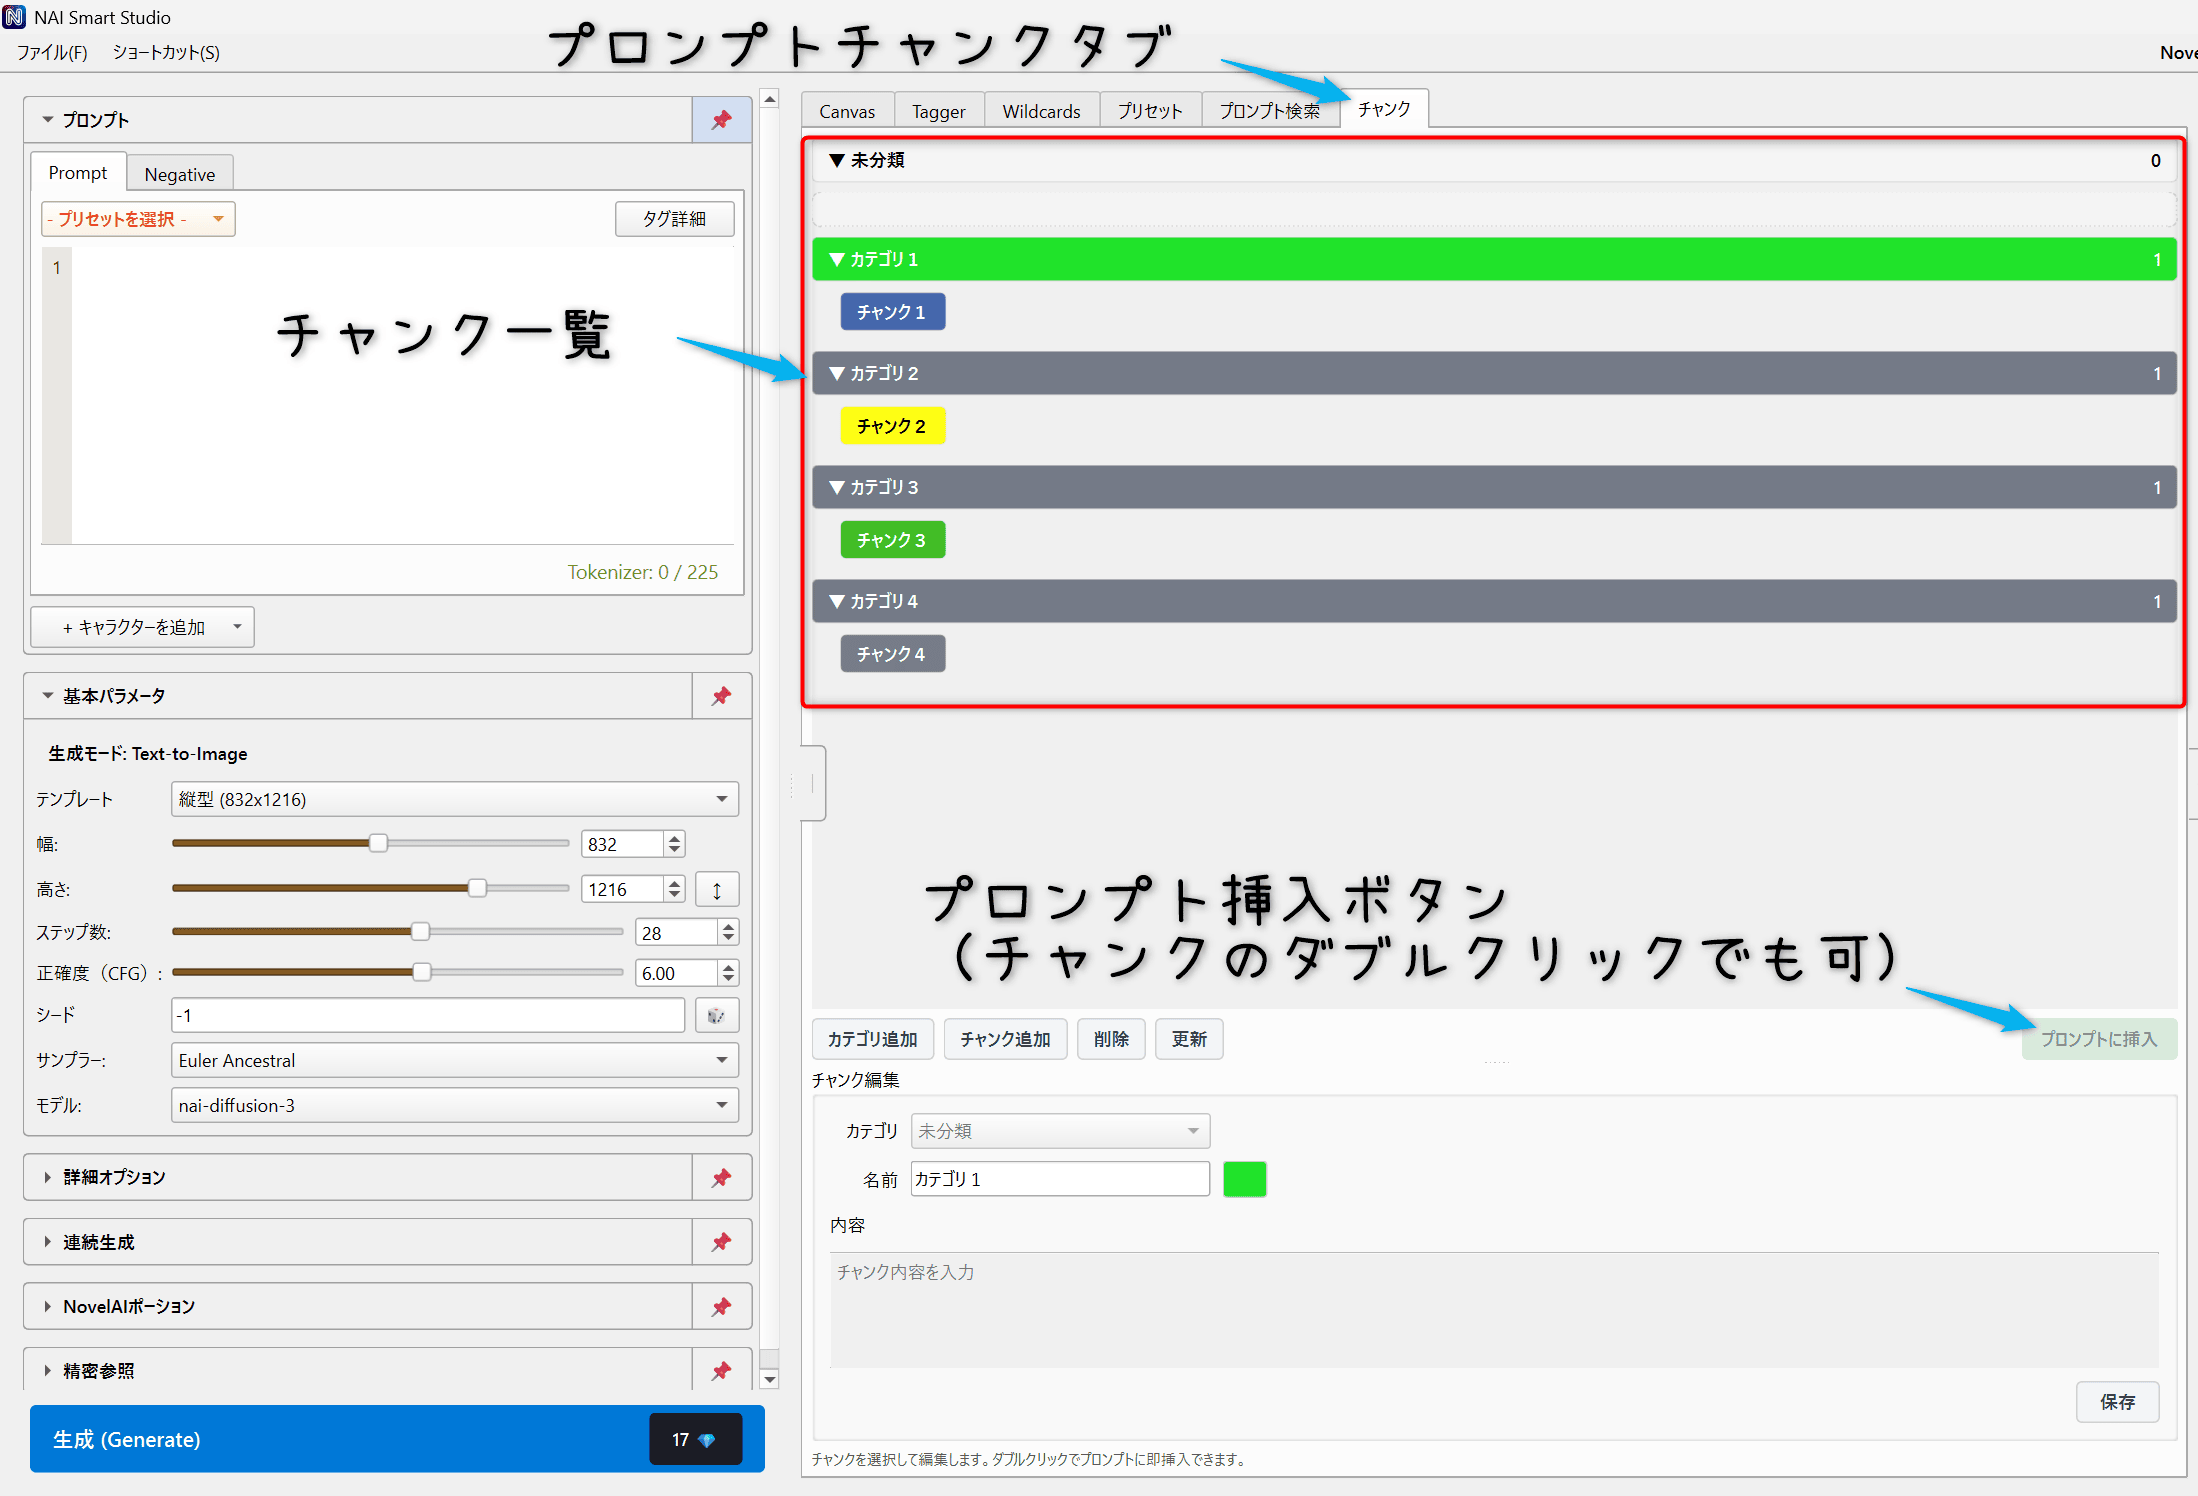 NAI Smart Studio
ファイル(F) ショートカット(S)
プロンプトチャンクタブ
Nove
プロンプト
Prompt Negative
- プリセットを選択 - タグ詳細
1
チャンク一覧
Tokenizer: 0 / 225
+ キャラクターを追加
基本パラメータ
生成モード: Text-to-Image
テンプレート 縦型 (832x1216)
幅: 832
高さ: 1216 ↕
ステップ数: 28
正確度（CFG）: 6.00
シード -1
サンプラー: Euler Ancestral
モデル: nai-diffusion-3
詳細オプション
連続生成
NovelAIポーション
精密参照
生成 (Generate) 17
Canvas Tagger Wildcards プリセット プロンプト検索 チャンク
▼ 未分類 0
▼ カテゴリ 1 1
チャンク 1
▼ カテゴリ 2 1
チャンク 2
▼ カテゴリ 3 1
チャンク 3
▼ カテゴリ 4 1
チャンク 4
プロンプト挿入ボタン
（チャンクのダブルクリックでも可）
カテゴリ追加 チャンク追加 削除 更新 プロンプトに挿入
チャンク編集
カテゴリ 未分類
名前 カテゴリ 1
内容
チャンク内容を入力
保存
チャンクを選択して編集します。ダブルクリックでプロンプトに即挿入できます。